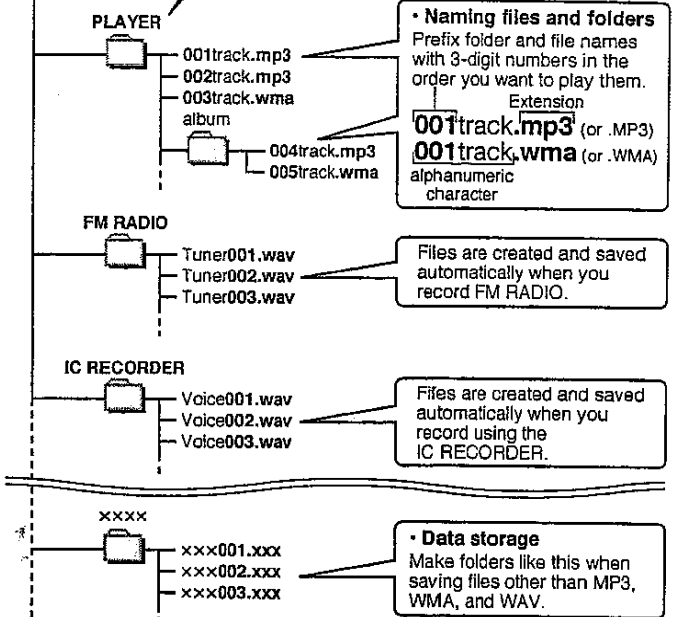 PLAYER
001track.mp3
002track.mp3
003track.wma
album
004track.mp3
005track.wma
• Naming files and folders
Prefix folder and file names
with 3-digit numbers in the
order you want to play them.
Extension
001track.mp3 (or .MP3)
001track.wma (or .WMA)
alphanumeric
character
FM RADIO
Tuner001.wav
Tuner002.wav
Tuner003.wav
Files are created and saved
automatically when you
record FM RADIO.
IC RECORDER
Voice001.wav
Voice002.wav
Voice003.wav
Files are created and saved
automatically when you
record using the
IC RECORDER.
××××
×××001.xxx
×××002.xxx
×××003.xxx
• Data storage
Make folders like this when
saving files other than MP3,
WMA, and WAV.